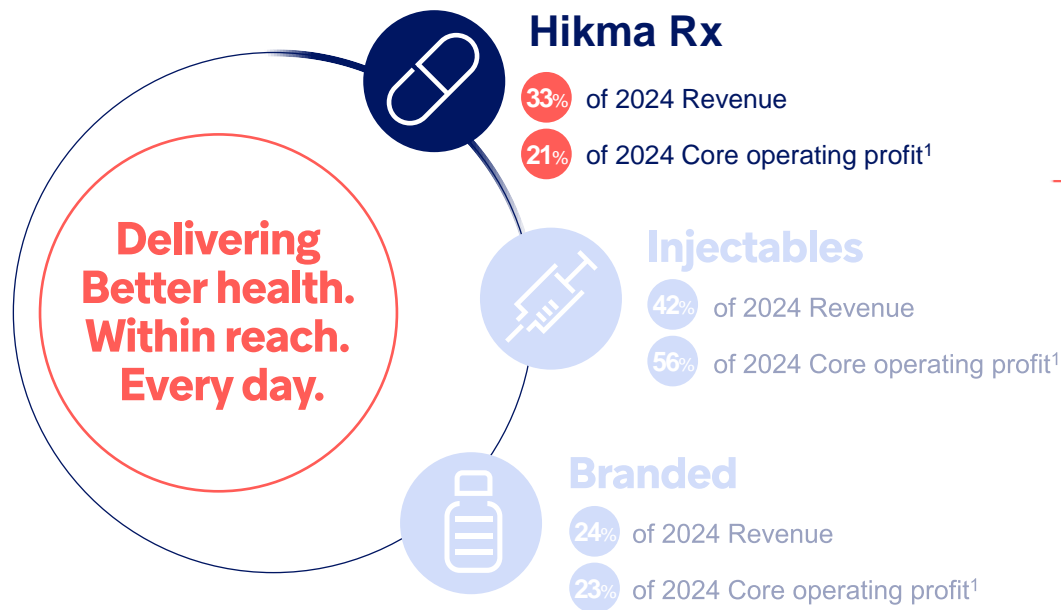 Hikma Rx
33% of 2024 Revenue
21% of 2024 Core operating profit¹
Delivering
Better health.
Within reach.
Every day.
Injectables
42% of 2024 Revenue
56% of 2024 Core operating profit¹
Branded
24% of 2024 Revenue
23% of 2024 Core operating profit¹